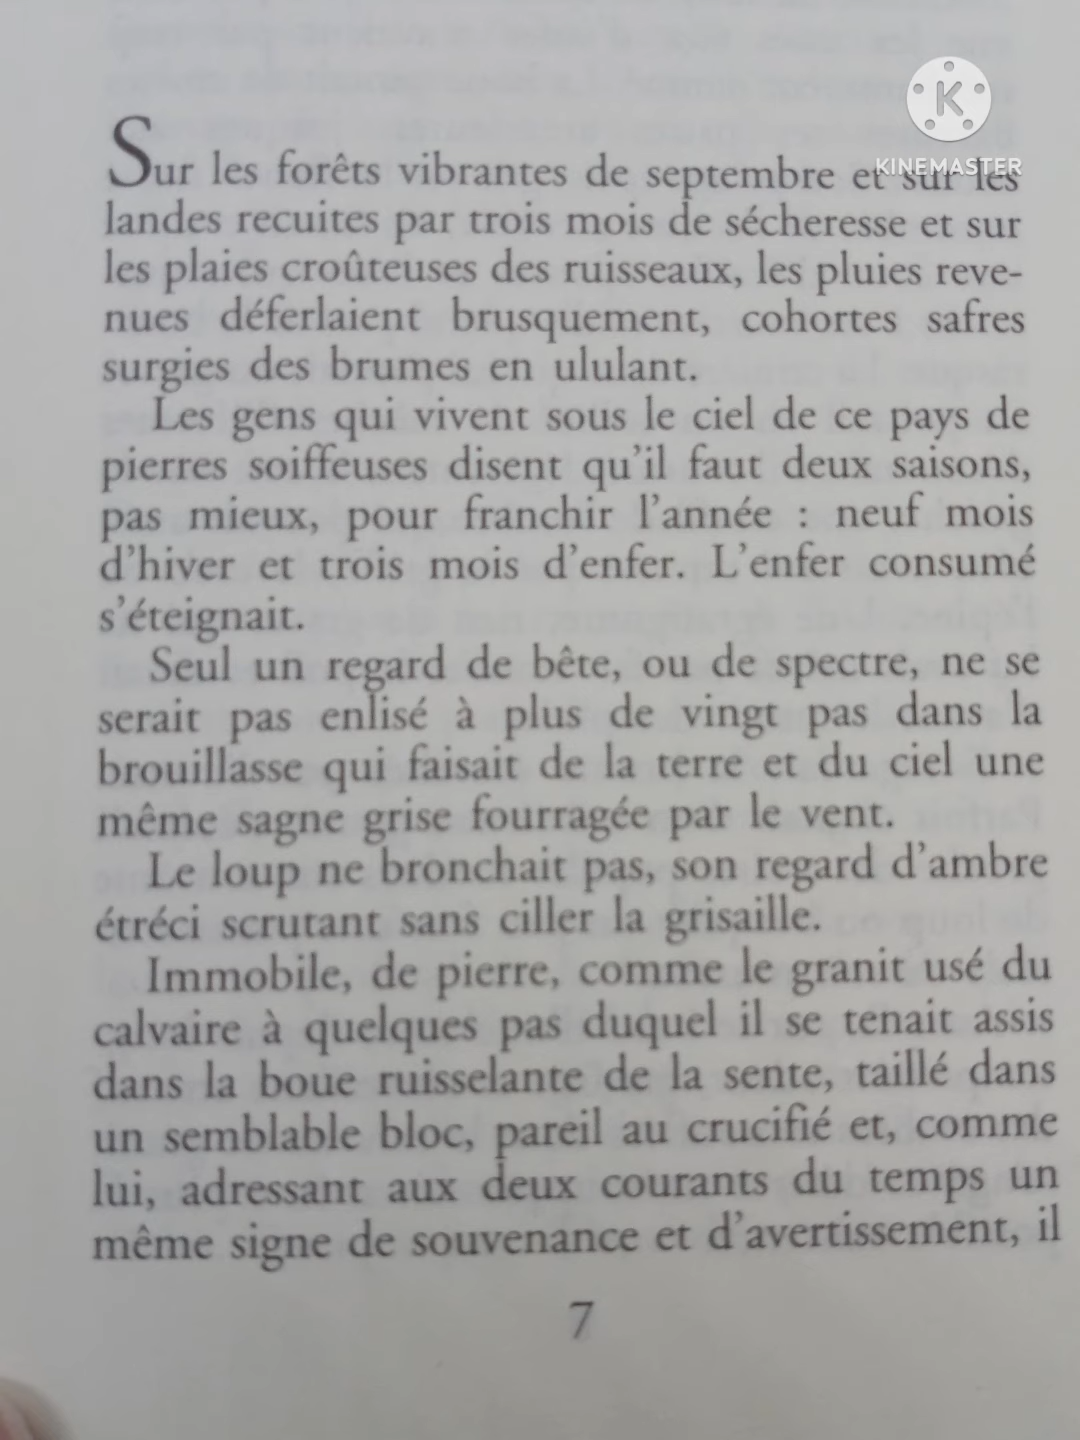 KINEMASTER
Sur les forêts vibrantes de septembre et sur les
landes recuites par trois mois de sécheresse et sur
les plaies croûteuses des ruisseaux, les pluies reve-
nues déferlaient brusquement, cohortes safres
surgies des brumes en ululant.
Les gens qui vivent sous le ciel de ce pays de
pierres soiffeuses disent qu'il faut deux saisons,
pas mieux, pour franchir l'année : neuf mois
d'hiver et trois mois d'enfer. L'enfer consumé
s'éteignait.
Seul un regard de bête, ou de spectre, ne se
serait pas enlisé à plus de vingt pas dans la
brouillasse qui faisait de la terre et du ciel une
même sagne grise fourragée par le vent.
Le loup ne bronchait pas, son regard d'ambre
étréci scrutant sans ciller la grisaille.
Immobile, de pierre, comme le granit usé du
calvaire à quelques pas duquel il se tenait assis
dans la boue ruisselante de la sente, taillé dans
un semblable bloc, pareil au crucifié et, comme
lui, adressant aux deux courants du temps un
même signe de souvenance et d'avertissement, il
7